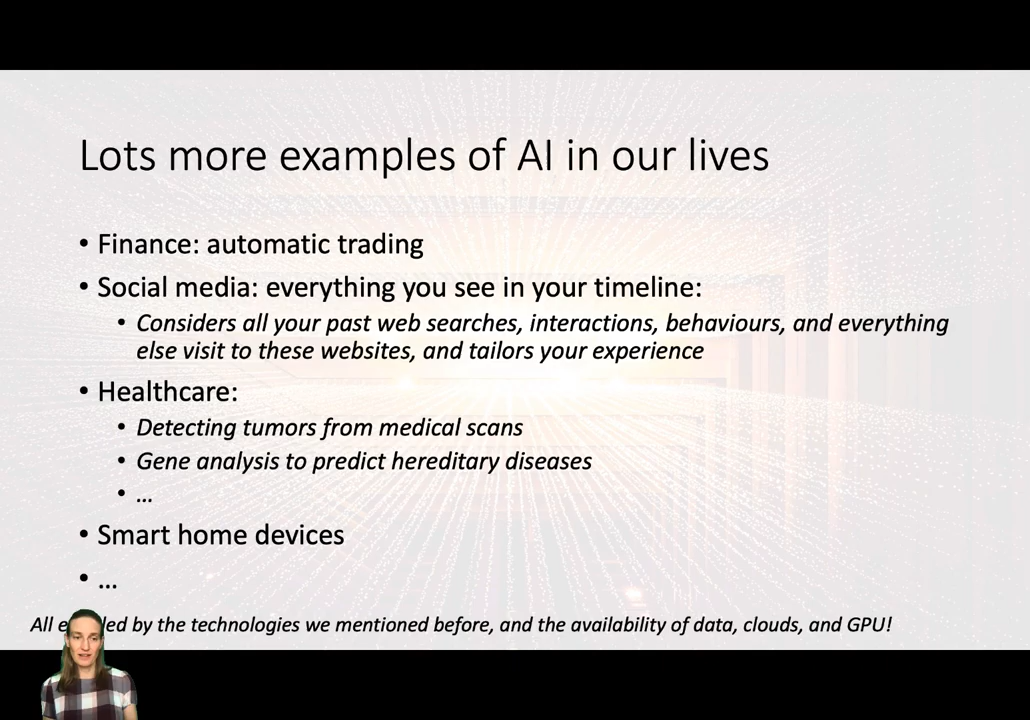 Lots more examples of AI in our lives
• Finance: automatic trading
• Social media: everything you see in your timeline:
• Considers all your past web searches, interactions, behaviours, and everything
else visit to these websites, and tailors your experience
• Healthcare:
• Detecting tumors from medical scans
• Gene analysis to predict hereditary diseases
• ...
• Smart home devices
• ...
All by the technologies we mentioned before, and the availability of data, clouds, and GPU!